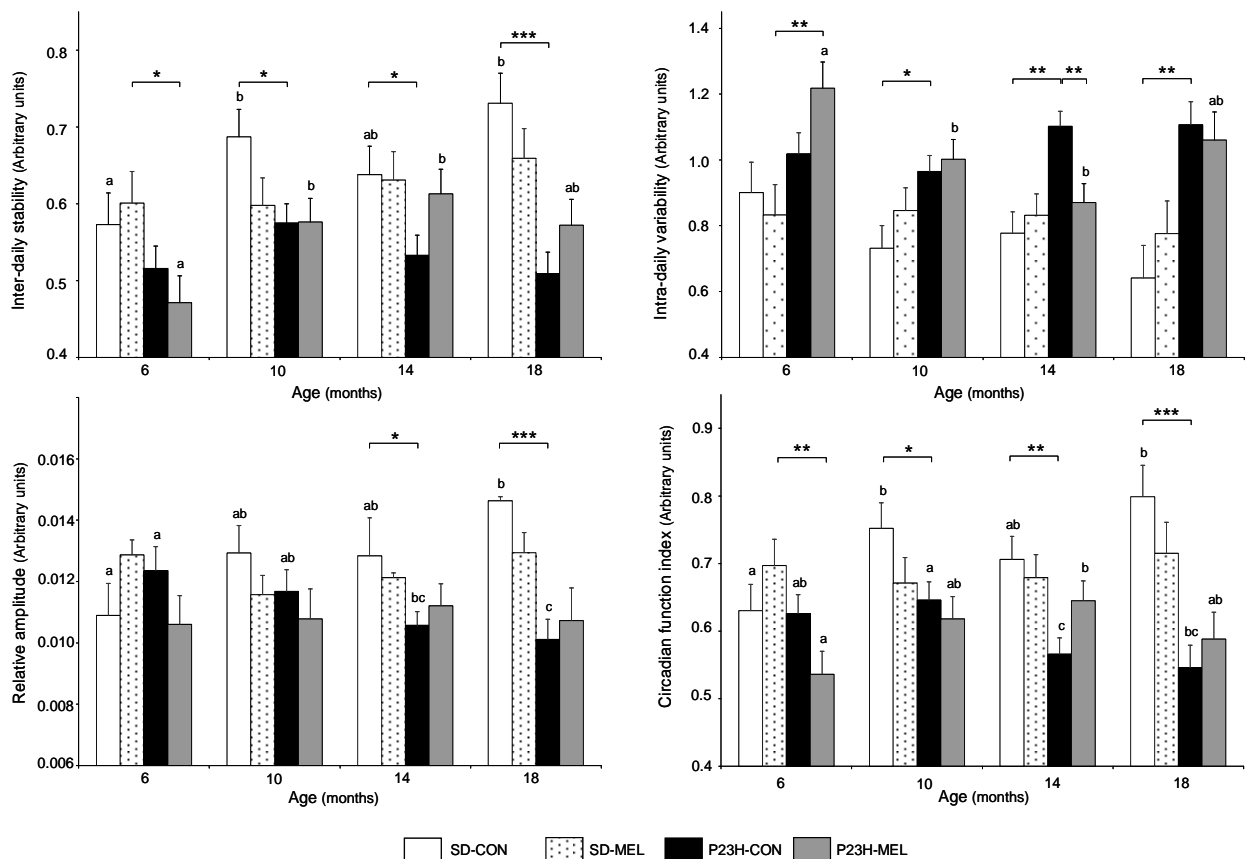 Inter-daily stability (Arbitrary units)
0.8
0.7
0.6
0.5
0.4
* * * ***
a a b b ab b b ab
6 10 14 18
Age (months)
Intra-daily variability (Arbitrary units)
1.4
1.2
1.0
0.8
0.6
0.4
** * ** ** **
a b b ab
6 10 14 18
Age (months)
Relative amplitude (Arbitrary units)
0.016
0.014
0.012
0.010
0.008
0.006
* ***
a a ab ab ab bc b c
6 10 14 18
Age (months)
Circadian function index (Arbitrary units)
0.9
0.8
0.7
0.6
0.5
0.4
** * ** ***
a ab a b a ab ab c b b bc ab
6 10 14 18
Age (months)
SD-CON SD-MEL P23H-CON P23H-MEL